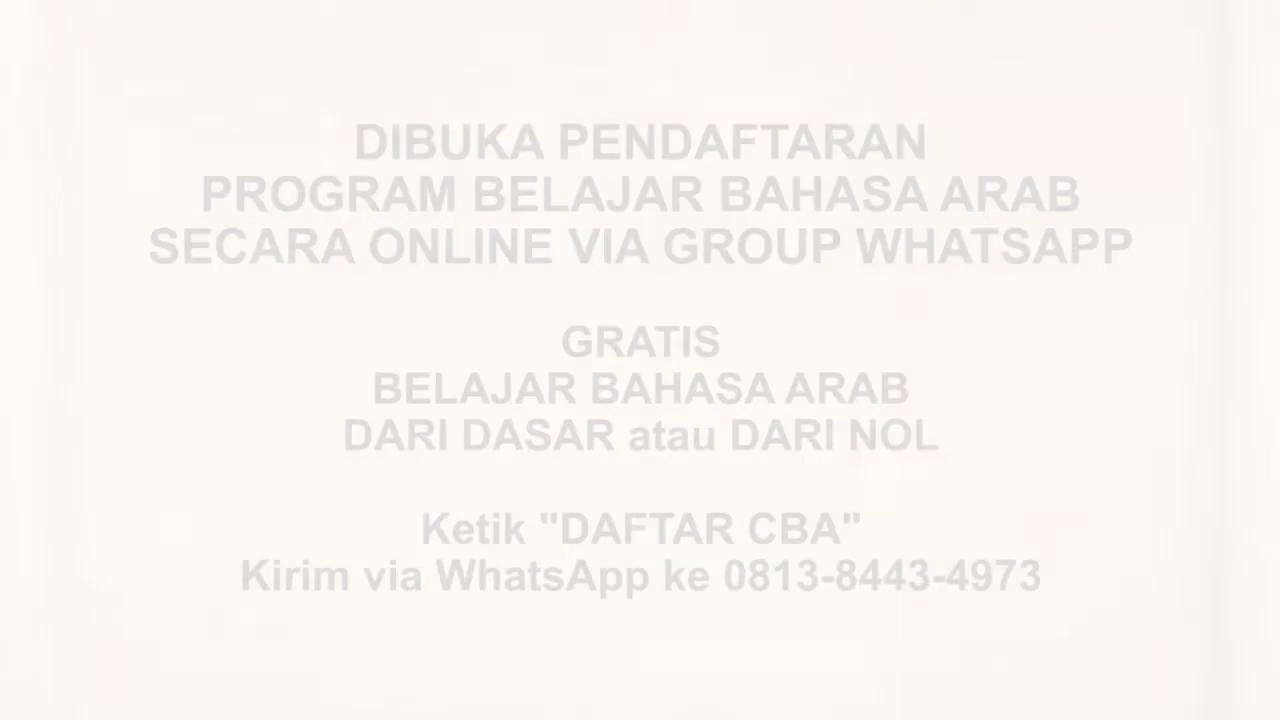 DIBUKA PENDAFTARAN
PROGRAM BELAJAR BAHASA ARAB
SECARA ONLINE VIA GROUP WHATSAPP
GRATIS
BELAJAR BAHASA ARAB
DARI DASAR atau DARI NOL
Ketik "DAFTAR CBA"
Kirim via WhatsApp ke 0813-8443-4973